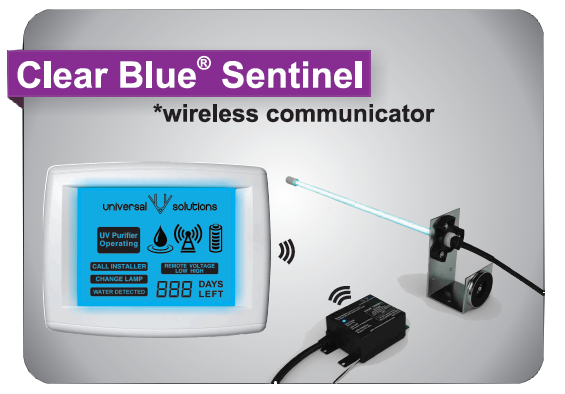 Clear Blue® Sentinel
*wireless communicator
universal solutions
UV Purifier
Operating
CALL INSTALLER
CHANGE LAMP
WATER DETECTED
REMOTE VOLTAGE
LOW HIGH
888 DAYS
LEFT